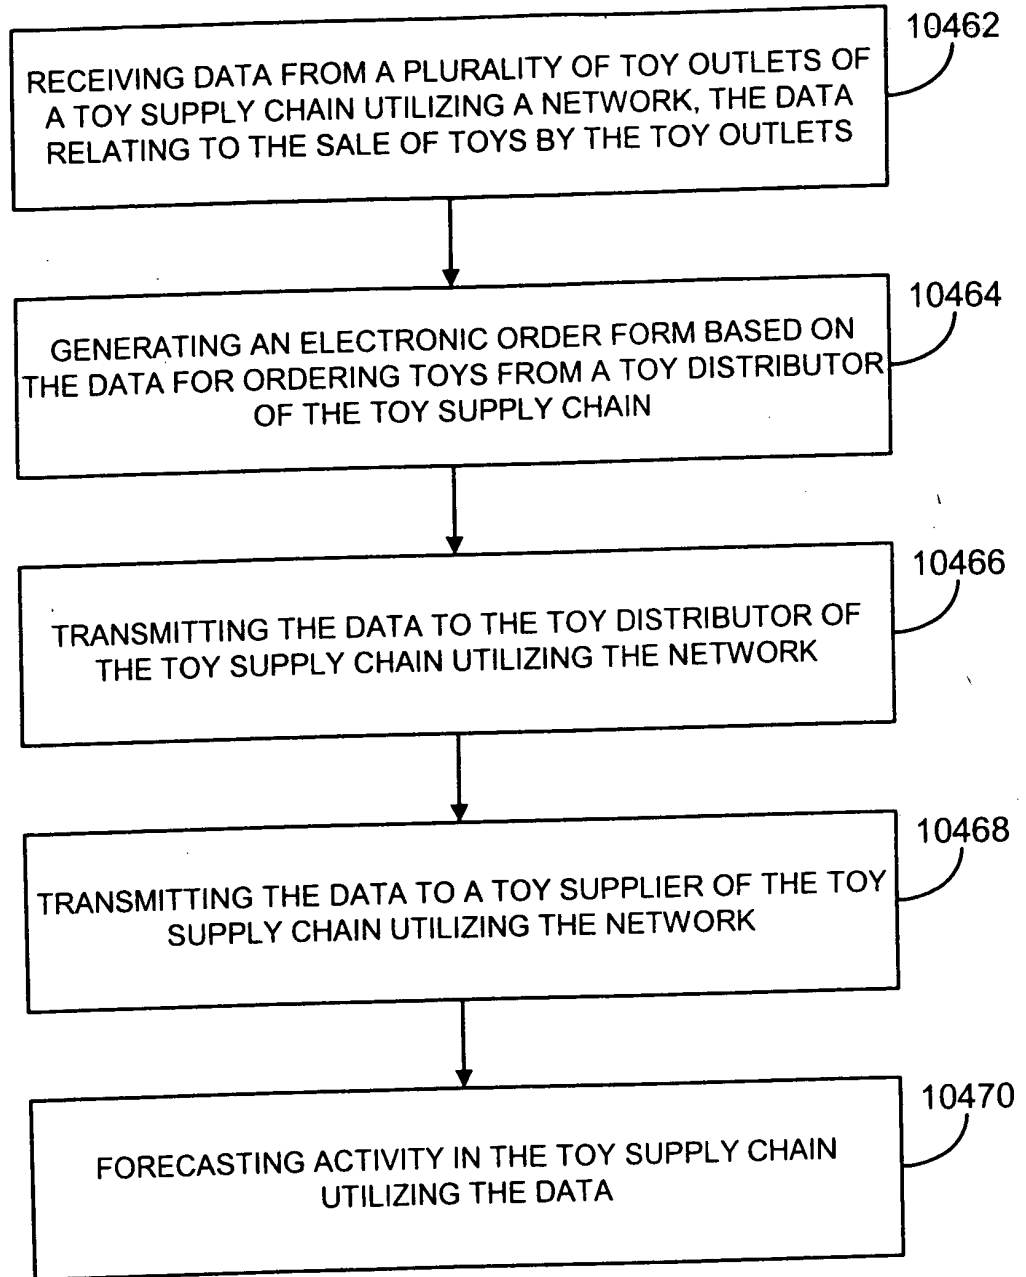 10462
RECEIVING DATA FROM A PLURALITY OF TOY OUTLETS OF
A TOY SUPPLY CHAIN UTILIZING A NETWORK, THE DATA
RELATING TO THE SALE OF TOYS BY THE TOY OUTLETS
10464
GENERATING AN ELECTRONIC ORDER FORM BASED ON
THE DATA FOR ORDERING TOYS FROM A TOY DISTRIBUTOR
OF THE TOY SUPPLY CHAIN
10466
TRANSMITTING THE DATA TO THE TOY DISTRIBUTOR OF
THE TOY SUPPLY CHAIN UTILIZING THE NETWORK
10468
TRANSMITTING THE DATA TO A TOY SUPPLIER OF THE TOY
SUPPLY CHAIN UTILIZING THE NETWORK
10470
FORECASTING ACTIVITY IN THE TOY SUPPLY CHAIN
UTILIZING THE DATA